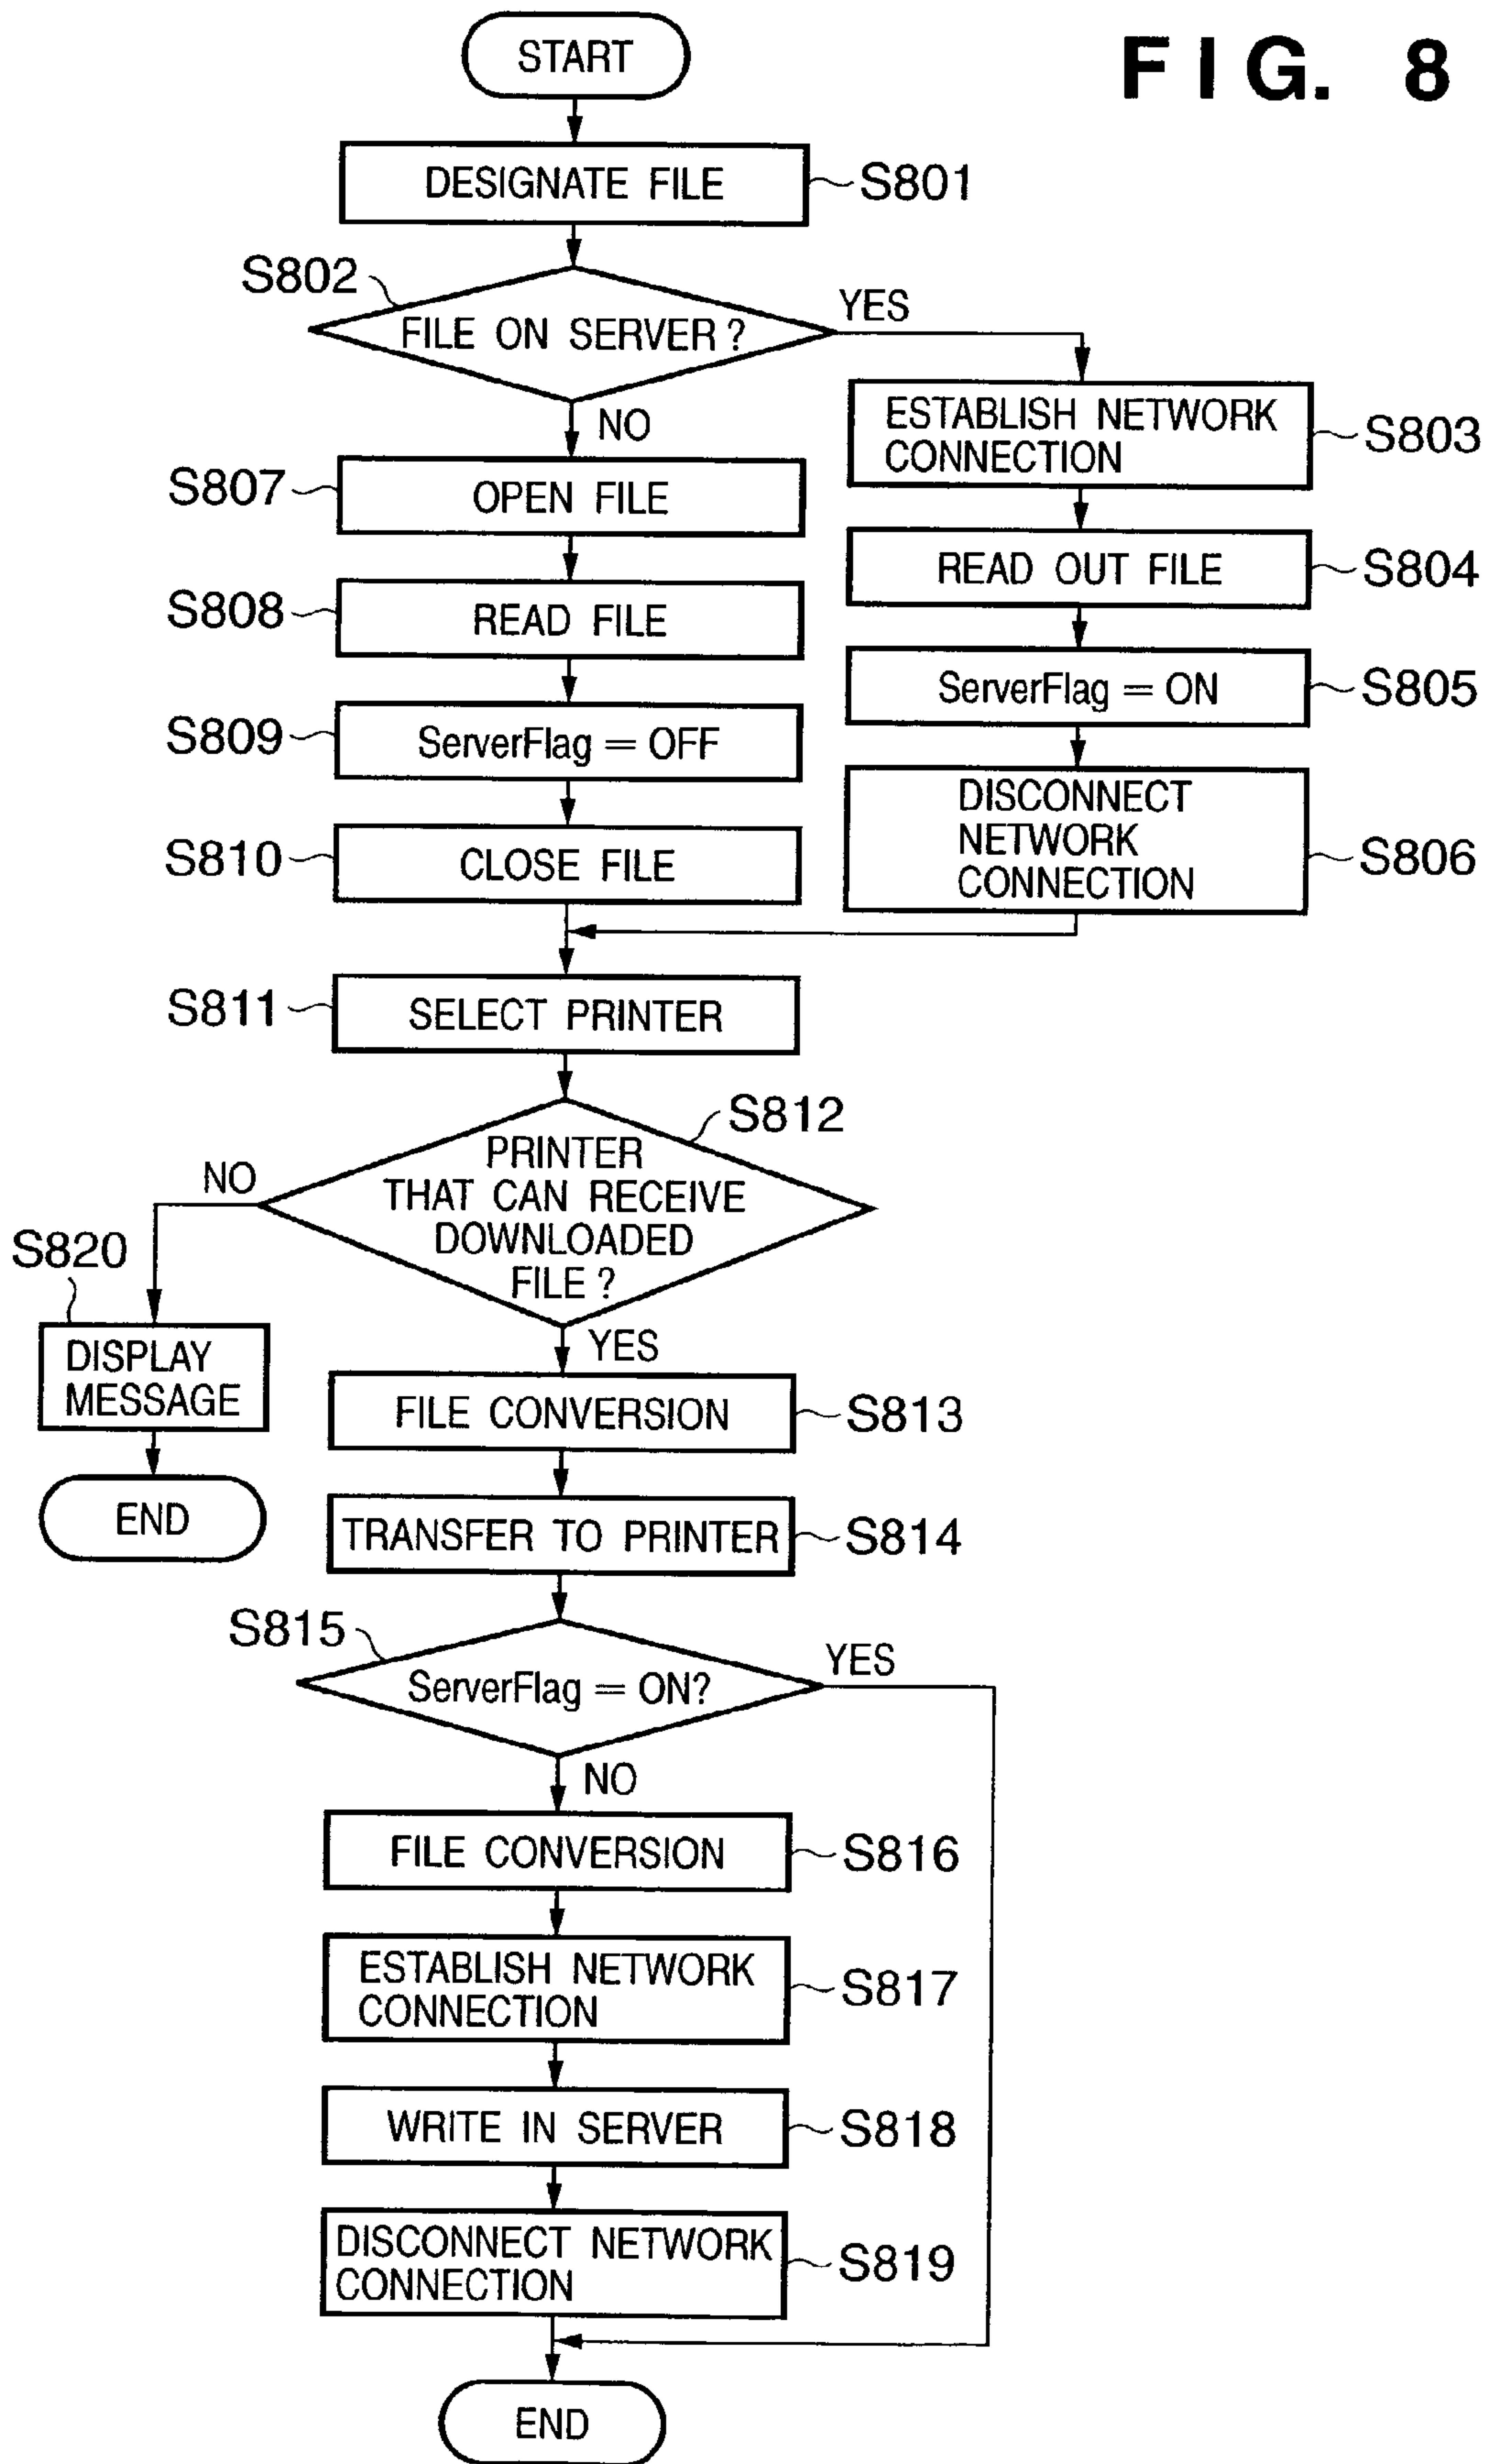 FIG. 8
START
DESIGNATE FILE
S801
S802
FILE ON SERVER?
YES
NO
ESTABLISH NETWORK
CONNECTION
S803
S807
OPEN FILE
READ OUT FILE
S804
S808
READ FILE
ServerFlag = ON
S805
S809
ServerFlag = OFF
DISCONNECT
NETWORK
CONNECTION
S806
S810
CLOSE FILE
S811
SELECT PRINTER
S812
PRINTER
THAT CAN RECEIVE
DOWNLOADED
FILE?
NO
S820
DISPLAY
MESSAGE
END
YES
FILE CONVERSION
S813
TRANSFER TO PRINTER
S814
S815
ServerFlag = ON?
YES
NO
FILE CONVERSION
S816
ESTABLISH NETWORK
CONNECTION
S817
WRITE IN SERVER
S818
DISCONNECT NETWORK
CONNECTION
S819
END